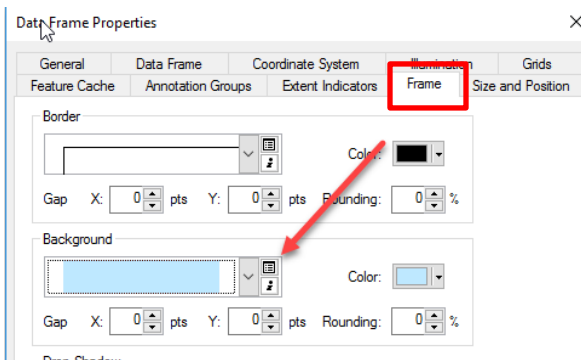 Data Frame Properties
General Data Frame Coordinate System Illumination Grids
Feature Cache Annotation Groups Extent Indicators Frame Size and Position
Border
Color:
Gap X: 0 pts Y: 0 pts Rounding: 0 %
Background
Color:
Gap X: 0 pts Y: 0 pts Rounding: 0 %
Drop Shadow